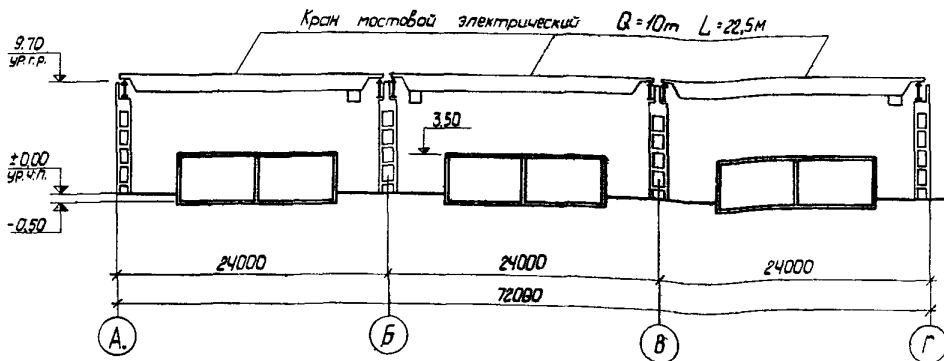 Кран мостовой электрический Q=10т L=22,5м
9.70
ур.г.р.
3.50
±0.00
ур.ч.п.
-0.50
24000 24000 24000
72000
А. Б В Г